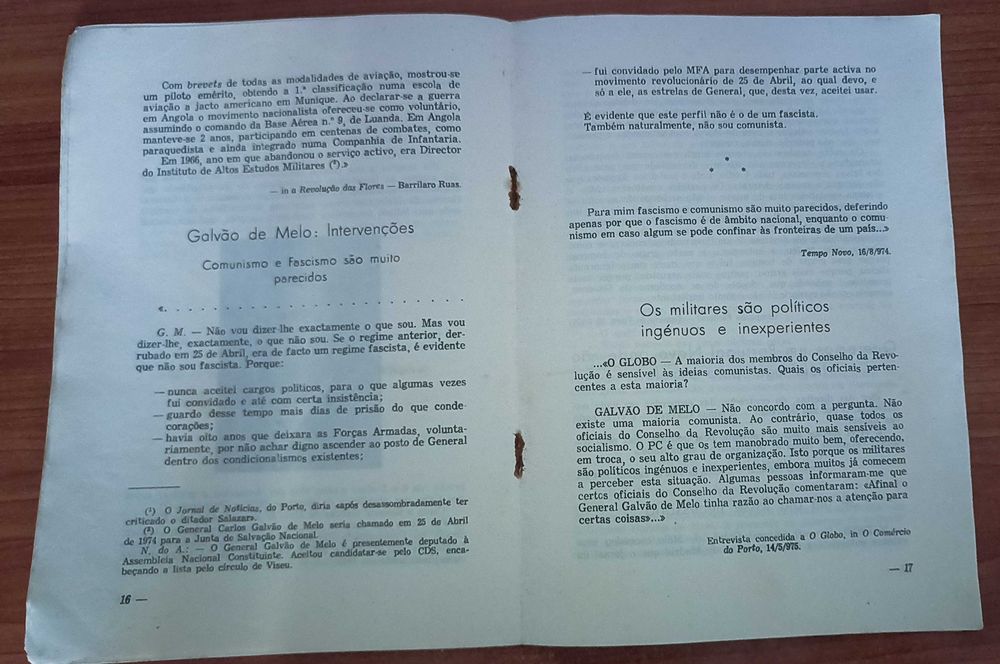 Com brevets de todas as modalidades de aviação, mostrou-se
um piloto emérito, obtendo a 1.ª classificação numa escola de
aviação a jacto americano em Munique. Ao declarar-se a guerra
em Angola o movimento nacionalista ofereceu-se como voluntário,
assumindo o comando da Base Aérea n.º 9, de Luanda. Em Angola
manteve-se 2 anos, participando em centenas de combates, como
paraquedista e ainda integrado numa Companhia de Infantaria.
Em 1966, ano em que abandonou o serviço activo, era Director
do Instituto de Altos Estudos Militares (²).»
— in a Revolução das Flores — Barrilaro Ruas.
Galvão de Melo: Intervenções
Comunismo e Fascismo são muito
parecidos
«. . . . . . . . . . . . . . . . . . . . . . .
G. M. — Não vou dizer-lhe exactamente o que sou. Mas vou
dizer-lhe, exactamente, o que não sou. Se o regime anterior, der-
rubado em 25 de Abril, era de facto um regime fascista, é evidente
que não sou fascista. Porque:
— nunca aceitei cargos políticos, para o que algumas vezes
fui convidado e até com certa insistência;
— guardo desse tempo mais dias de prisão do que conde-
corações;
— havia oito anos que deixara as Forças Armadas, volunta-
riamente, por não achar digno ascender ao posto de General
dentro dos condicionalismos existentes;
(¹) O Jornal de Notícias, do Porto, diria «após desassombradamente ter
criticado o ditador Salazar».
(²) O General Carlos Galvão de Melo seria chamado em 25 de Abril
de 1974 para a Junta de Salvação Nacional.
N. do A.: — O General Galvão de Melo é presentemente deputado à
Assembleia Nacional Constituinte. Aceitou candidatar-se pelo CDS, enca-
beçando a lista pelo círculo de Viseu.
16 —
— fui convidado pelo MFA para desempenhar parte activa no
movimento revolucionário de 25 de Abril, ao qual devo, e
só a ele, as estrelas de General, que, desta vez, aceitei usar.
É evidente que este perfil não é o de um fascista.
Também naturalmente, não sou comunista.
* * *
Para mim fascismo e comunismo são muito parecidos, deferindo
apenas por que o fascismo é de âmbito nacional, enquanto o comu-
nismo em caso algum se pode confinar às fronteiras de um país...»
Tempo Novo, 16/8/974.
Os militares são políticos
ingénuos e inexperientes
...«O GLOBO — A maioria dos membros do Conselho da Revo-
lução é sensível às ideias comunistas. Quais os oficiais perten-
centes a esta maioria?
GALVÃO DE MELO — Não concordo com a pergunta. Não
existe uma maioria comunista. Ao contrário, quase todos os
oficiais do Conselho da Revolução são muito mais sensíveis ao
socialismo. O PC é que os tem manobrado muito bem, oferecendo,
em troca, o seu alto grau de organização. Isto porque os militares
são políticos ingénuos e inexperientes, embora muitos já comecem
a perceber esta situação. Algumas pessoas informaram-me que
certos oficiais do Conselho da Revolução comentaram: «Afinal o
General Galvão de Melo tinha razão ao chamar-nos a atenção para
certas coisas»...»
Entrevista concedida a O Globo, in O Comércio
do Porto, 14/5/975.
— 17